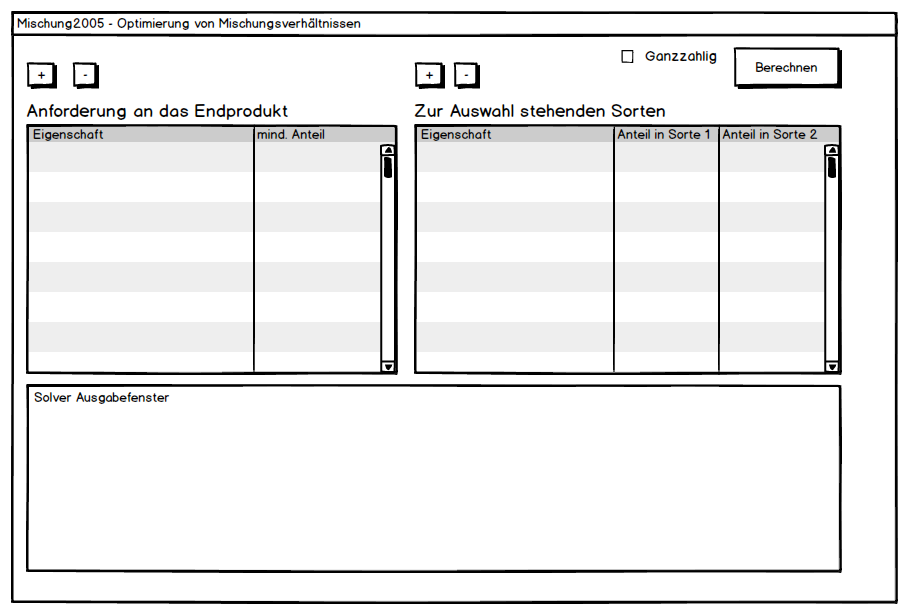 Mischung2005 - Optimierung von Mischungsverhältnissen
+ - + - Ganzzahlig Berechnen
Anforderung an das Endprodukt Zur Auswahl stehenden Sorten
Eigenschaft mind. Anteil Eigenschaft Anteil in Sorte 1 Anteil in Sorte 2
Solver Ausgabefenster